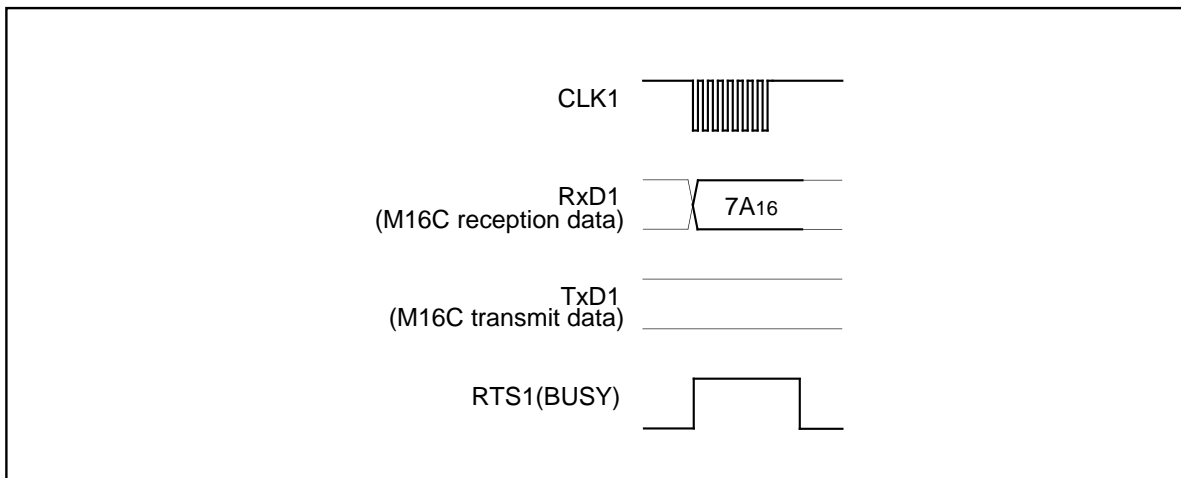 CLK1
RxD1
(M16C reception data)
7A16
TxD1
(M16C transmit data)
RTS1(BUSY)